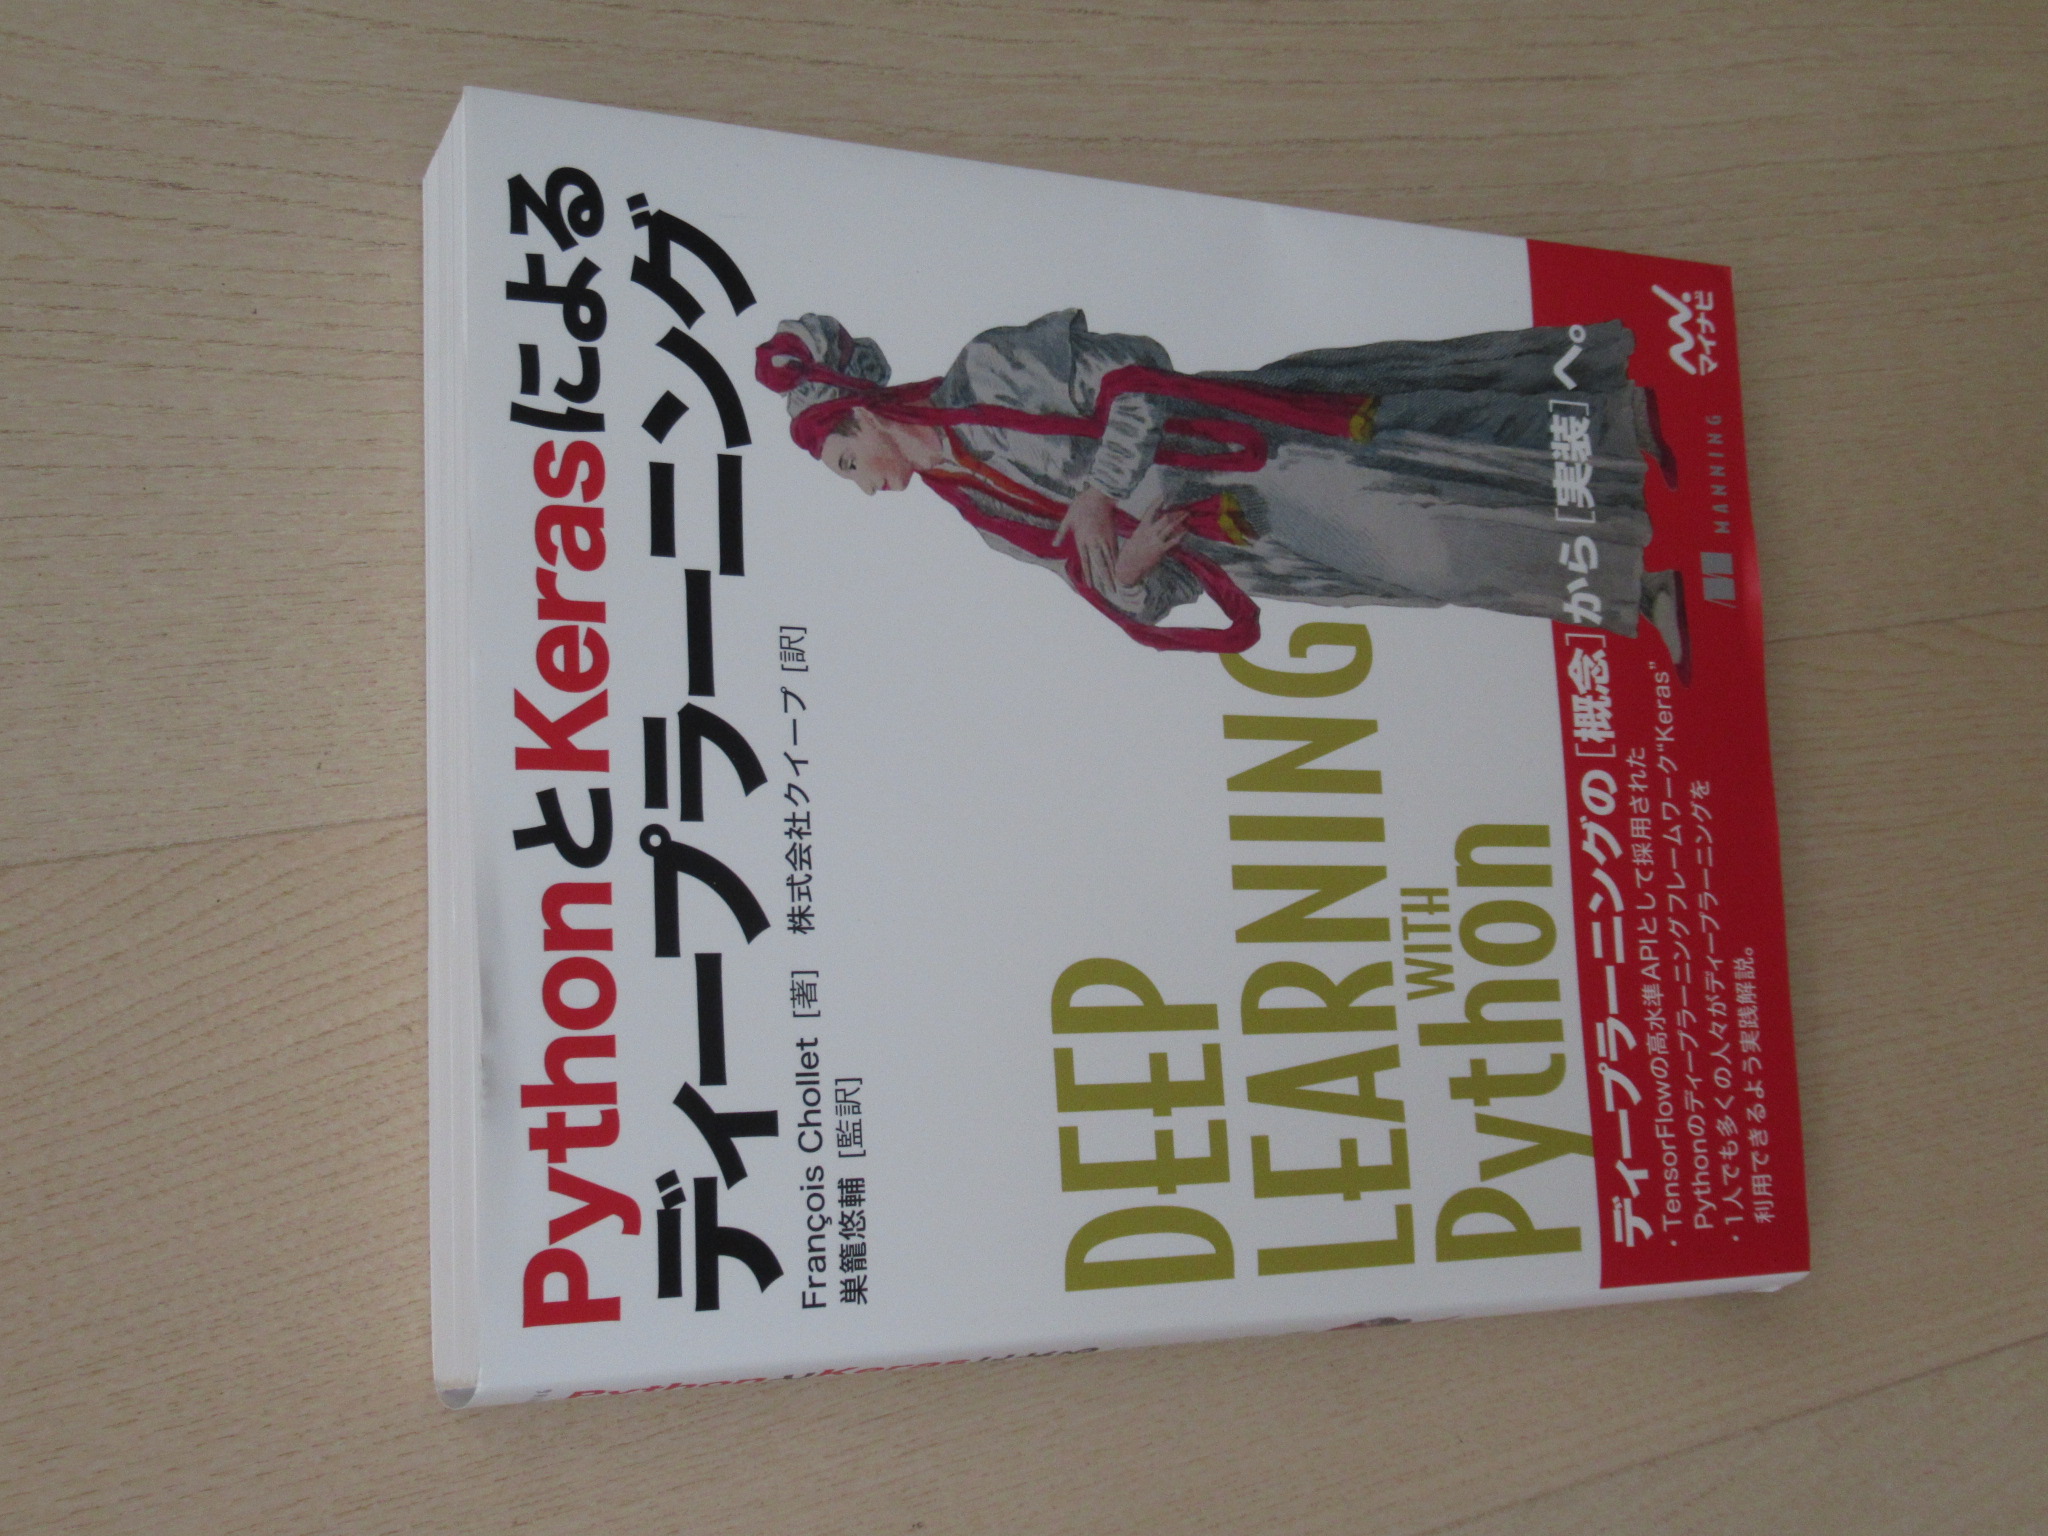 PythonとKerasによる
ディープラーニング
François Chollet [著] 株式会社クイープ [訳]
巣籠悠輔 [監訳]
DEEP
LEARNING
WITH
Python
ディープラーニングの[概念]から[実装]へ。
・TensorFlowの高水準APIとして採用された
Pythonのディープラーニングフレームワーク“Keras”
・1人でも多くの人々がディープラーニングを
利用できるよう実践解説。
MANNING
マイナビ
PythonとKerasによる